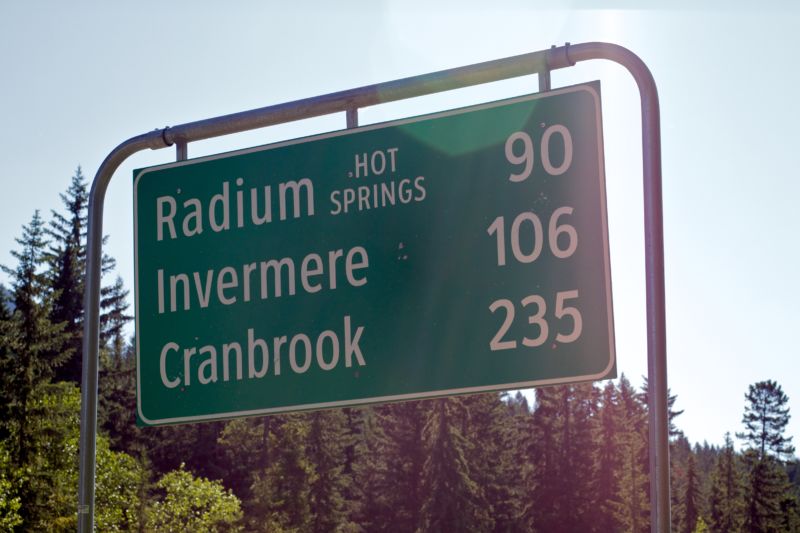 Radium HOT SPRINGS 90
Invermere 106
Cranbrook 235